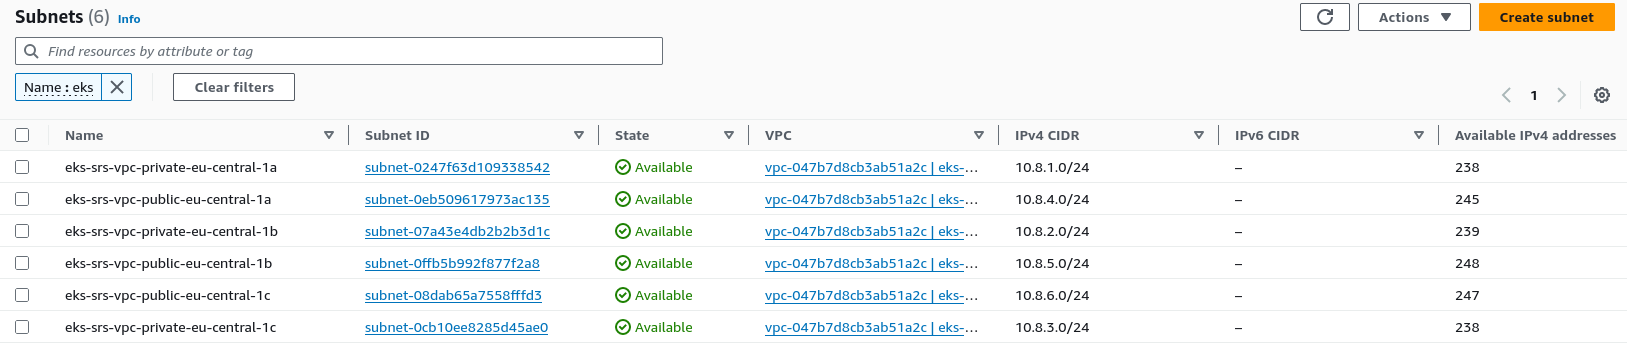 Subnets (6) Info
Actions
Create subnet
Find resources by attribute or tag
Name : eks
Clear filters
1
Name Subnet ID State VPC IPv4 CIDR IPv6 CIDR Available IPv4 addresses
eks-srs-vpc-private-eu-central-1a subnet-0247f63d109338542 Available vpc-047b7d8cb3ab51a2c | eks-... 10.8.1.0/24 – 238
eks-srs-vpc-public-eu-central-1a subnet-0eb509617973ac135 Available vpc-047b7d8cb3ab51a2c | eks-... 10.8.4.0/24 – 245
eks-srs-vpc-private-eu-central-1b subnet-07a43e4db2b2b3d1c Available vpc-047b7d8cb3ab51a2c | eks-... 10.8.2.0/24 – 239
eks-srs-vpc-public-eu-central-1b subnet-0ffb5b992f877f2a8 Available vpc-047b7d8cb3ab51a2c | eks-... 10.8.5.0/24 – 248
eks-srs-vpc-public-eu-central-1c subnet-08dab65a7558fffd3 Available vpc-047b7d8cb3ab51a2c | eks-... 10.8.6.0/24 – 247
eks-srs-vpc-private-eu-central-1c subnet-0cb10ee8285d45ae0 Available vpc-047b7d8cb3ab51a2c | eks-... 10.8.3.0/24 – 238